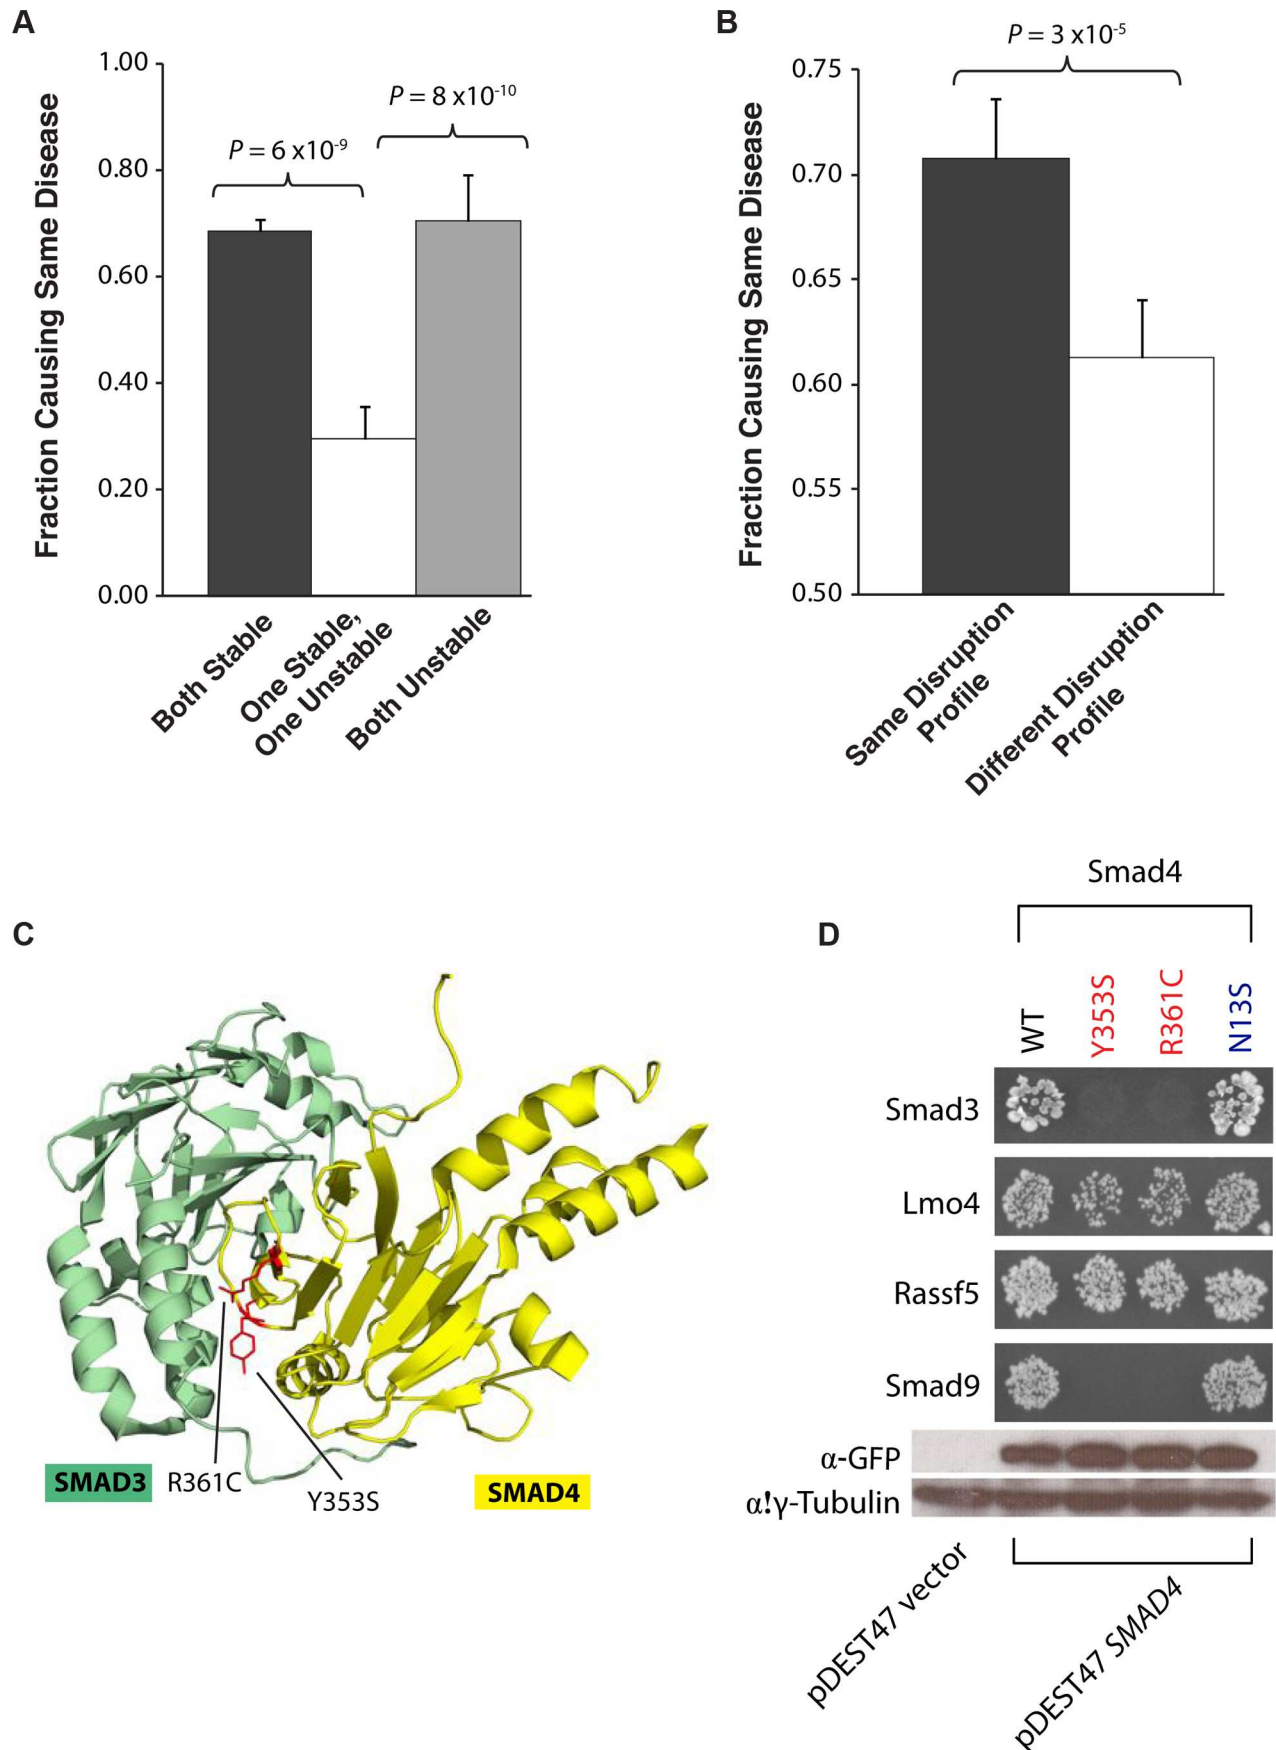 A
Fraction Causing Same Disease
1.00
0.80
0.60
0.40
0.20
0.00
P = 6 x10-9
P = 8 x10-10
Both Stable
One Stable,
One Unstable
Both Unstable
B
Fraction Causing Same Disease
0.75
0.70
0.65
0.60
0.55
0.50
P = 3 x10-5
Same Disruption
Profile
Different Disruption
Profile
C
SMAD3
R361C
Y353S
SMAD4
D
Smad4
WT
Y353S
R361C
N13S
Smad3
Lmo4
Rassf5
Smad9
α-GFP
α!γ-Tubulin
pDEST47 vector
pDEST47 SMAD4